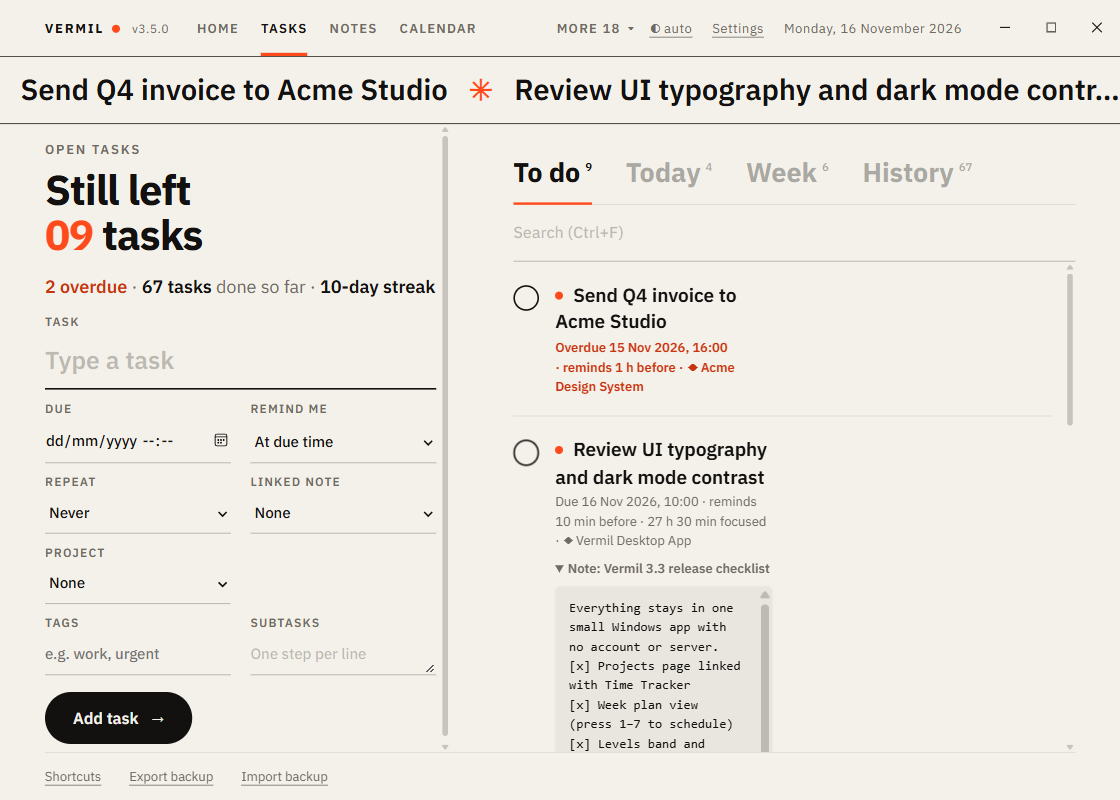 VERMIL v3.5.0 HOME TASKS NOTES CALENDAR MORE 18 auto Settings Monday, 16 November 2026
Send Q4 invoice to Acme Studio ✳ Review UI typography and dark mode contr...
OPEN TASKS
Still left
09 tasks
2 overdue · 67 tasks done so far · 10-day streak
TASK
Type a task
DUE REMIND ME
dd/mm/yyyy --:-- At due time
REPEAT LINKED NOTE
Never None
PROJECT
None
TAGS SUBTASKS
e.g. work, urgent One step per line
Add task →
To do 9 Today 4 Week 6 History 67
Search (Ctrl+F)
Send Q4 invoice to
Acme Studio
Overdue 15 Nov 2026, 16:00
· reminds 1 h before · ◆ Acme
Design System
Review UI typography
and dark mode contrast
Due 16 Nov 2026, 10:00 · reminds
10 min before · 27 h 30 min focused
· ◆ Vermil Desktop App
▼ Note: Vermil 3.3 release checklist
Everything stays in one
small Windows app with
no account or server.
[x] Projects page linked
with Time Tracker
[x] Week plan view
(press 1–7 to schedule)
[x] Levels band and
Shortcuts Export backup Import backup